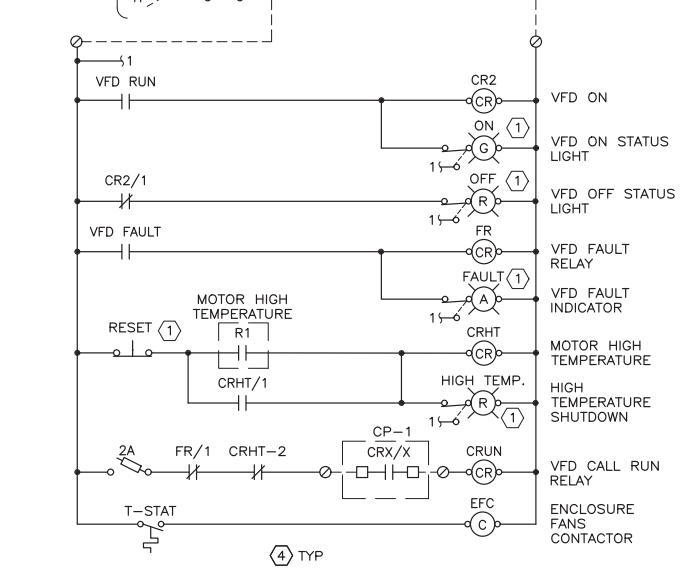 1
VFD RUN
CR2
CR
VFD ON
ON
1
G
1
VFD ON STATUS
LIGHT
CR2/1
OFF
1
R
1
VFD OFF STATUS
LIGHT
VFD FAULT
FR
CR
VFD FAULT
RELAY
FAULT
1
A
1
VFD FAULT
INDICATOR
RESET
1
MOTOR HIGH
TEMPERATURE
R1
CRHT
CR
MOTOR HIGH
TEMPERATURE
CRHT/1
HIGH TEMP.
R
1
1
HIGH
TEMPERATURE
SHUTDOWN
2A
FR/1
CRHT-2
CP-1
CRX/X
CRUN
CR
VFD CALL RUN
RELAY
T-STAT
EFC
C
ENCLOSURE
FANS
CONTACTOR
4 TYP